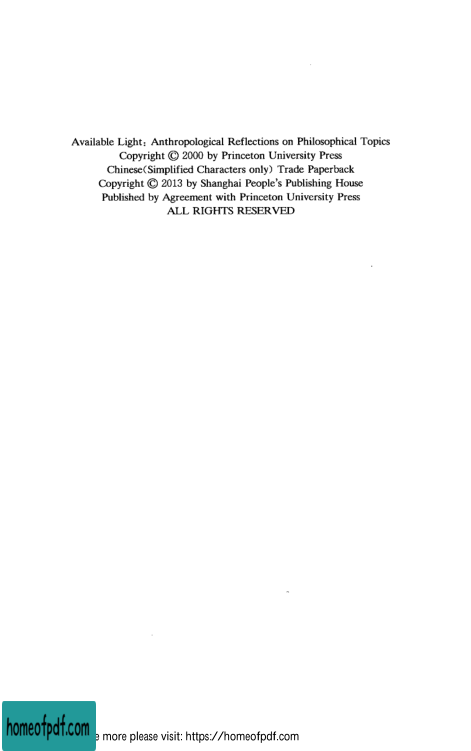 Available Light: Anthropological Reflections on Philosophical Topics
Copyright © 2000 by Princeton University Press
Chinese(Simplified Characters only) Trade Paperback
Copyright © 2013 by Shanghai People's Publishing House
Published by Agreement with Princeton University Press
ALL RIGHTS RESERVED
homeofpdf.com
more please visit: https://homeofpdf.com